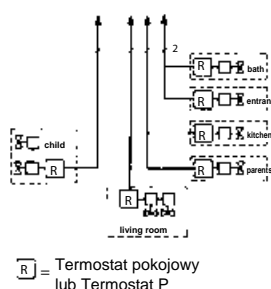 2
R bath
R entran
R kitchen
R parents
child
R
R
living room
R = Termostat pokojowy
lub Termostat P